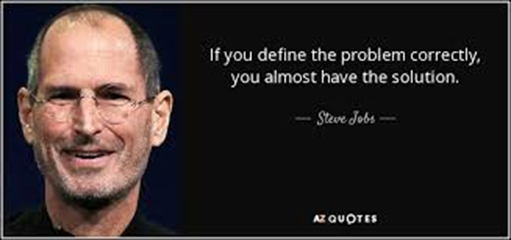 If you define the problem correctly,
you almost have the solution.
— Steve Jobs —
AZ QUOTES